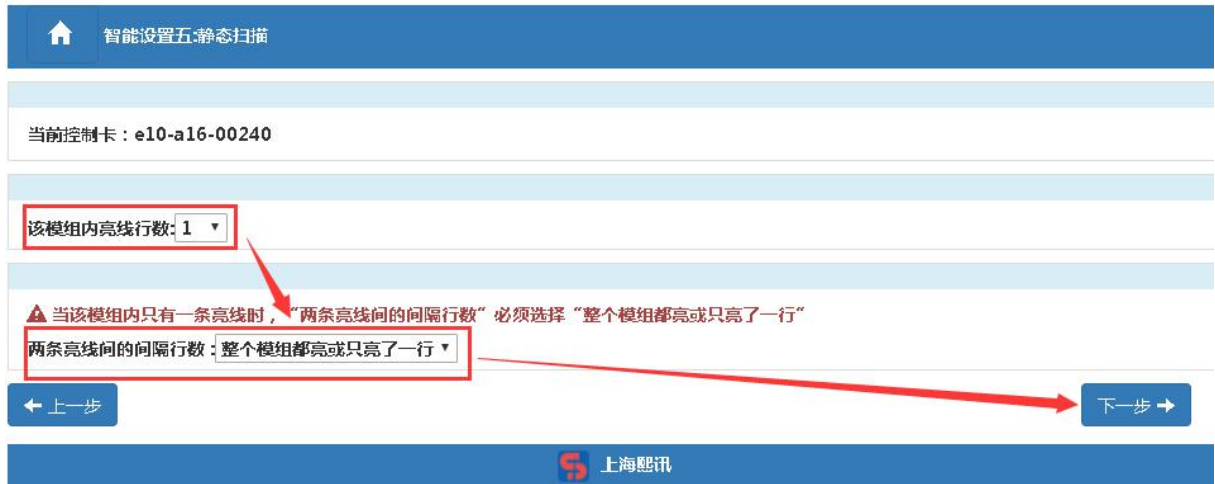 智能设置五:静态扫描
当前控制卡：e10-a16-00240
该模组内亮线行数:1
当该模组内只有一条亮线时，“两条亮线间的间隔行数”必须选择“整个模组都亮或只亮了一行”
两条亮线间的间隔行数：整个模组都亮或只亮了一行
上一步
下一步
上海熙讯